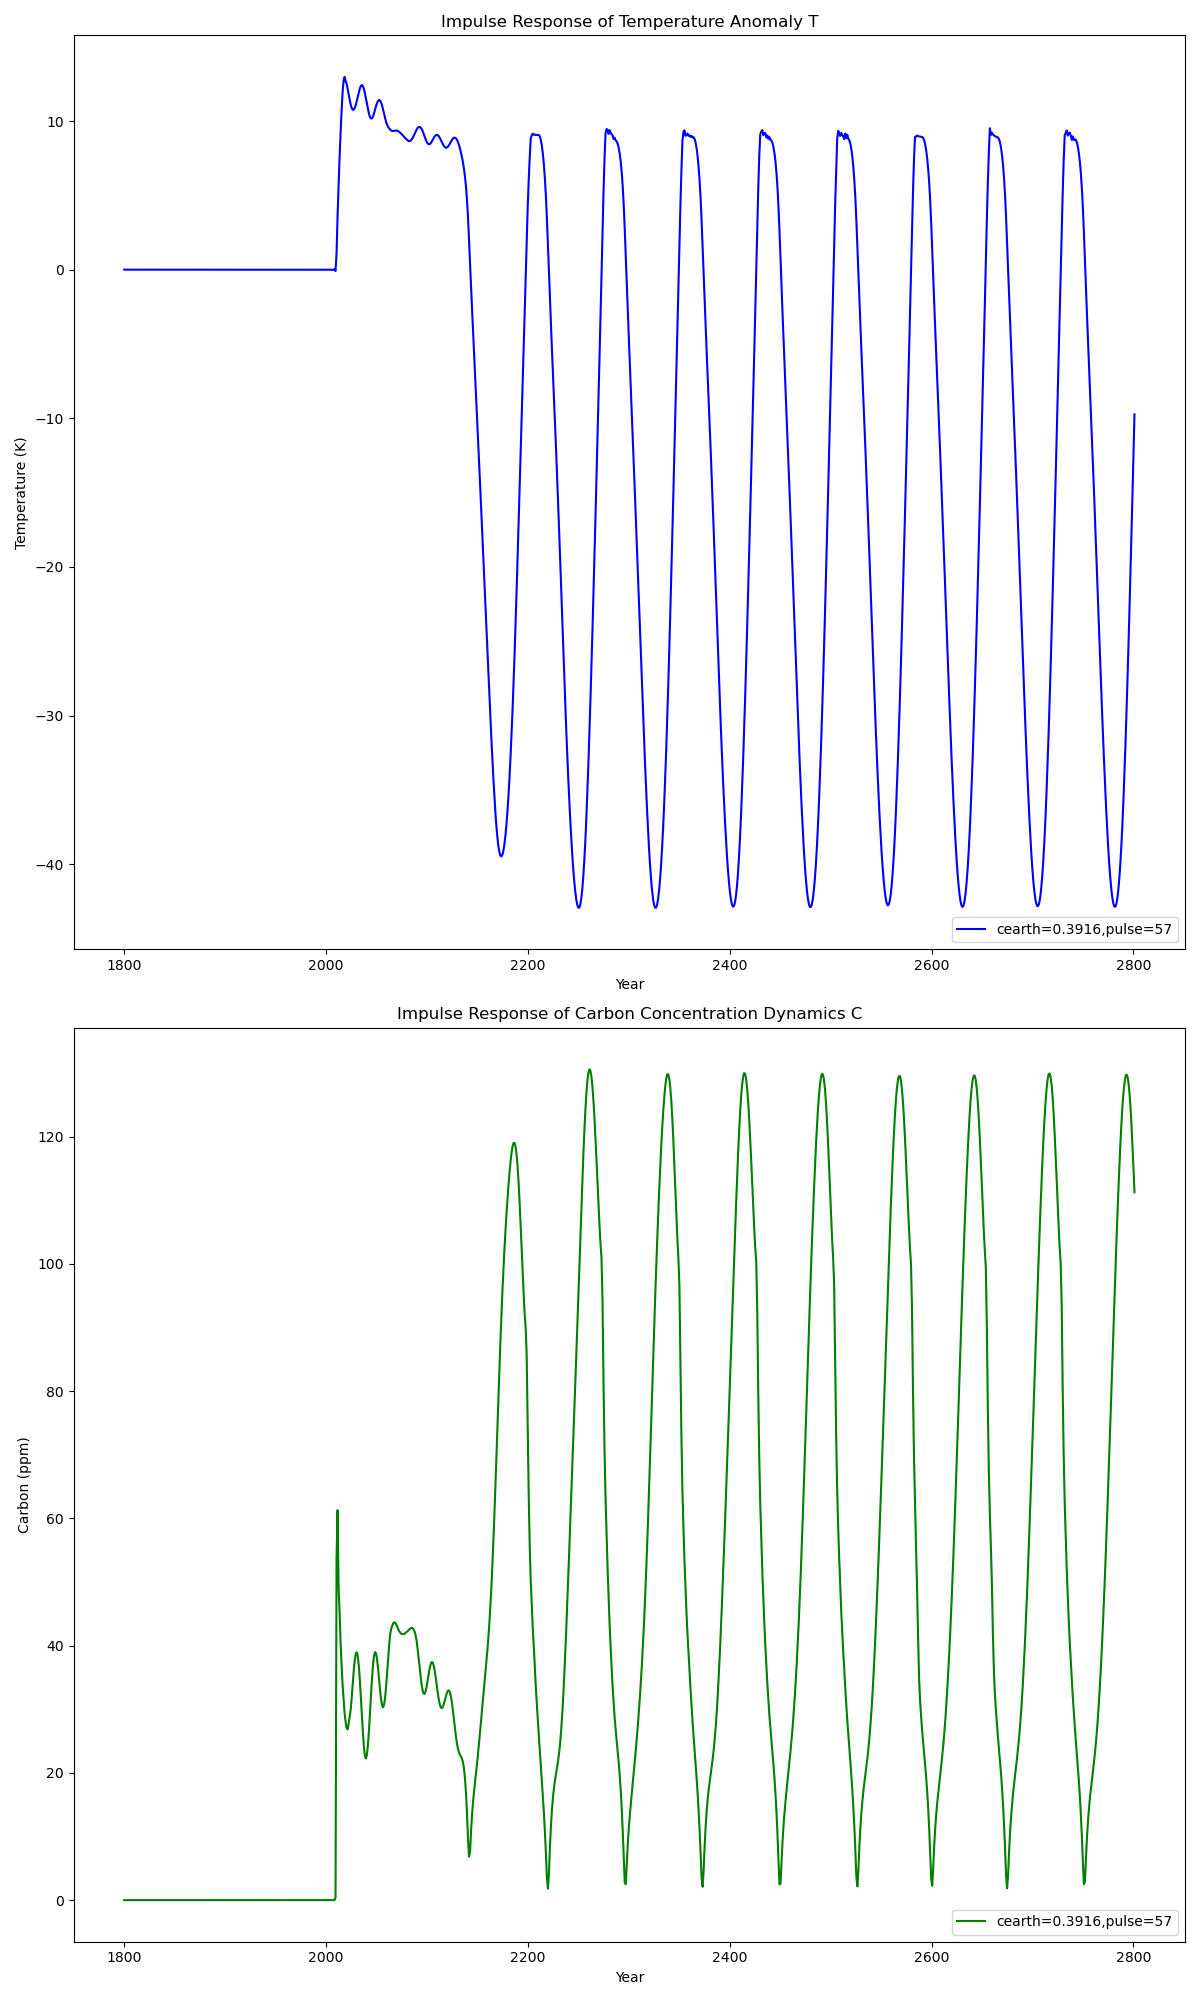 Impulse Response of Temperature Anomaly T
10
0
−10
−20
−30
−40
Temperature (K)
cearth=0.3916,pulse=57
1800 2000 2200 2400 2600 2800
Year
Impulse Response of Carbon Concentration Dynamics C
120
100
80
60
40
20
0
Carbon (ppm)
cearth=0.3916,pulse=57
1800 2000 2200 2400 2600 2800
Year